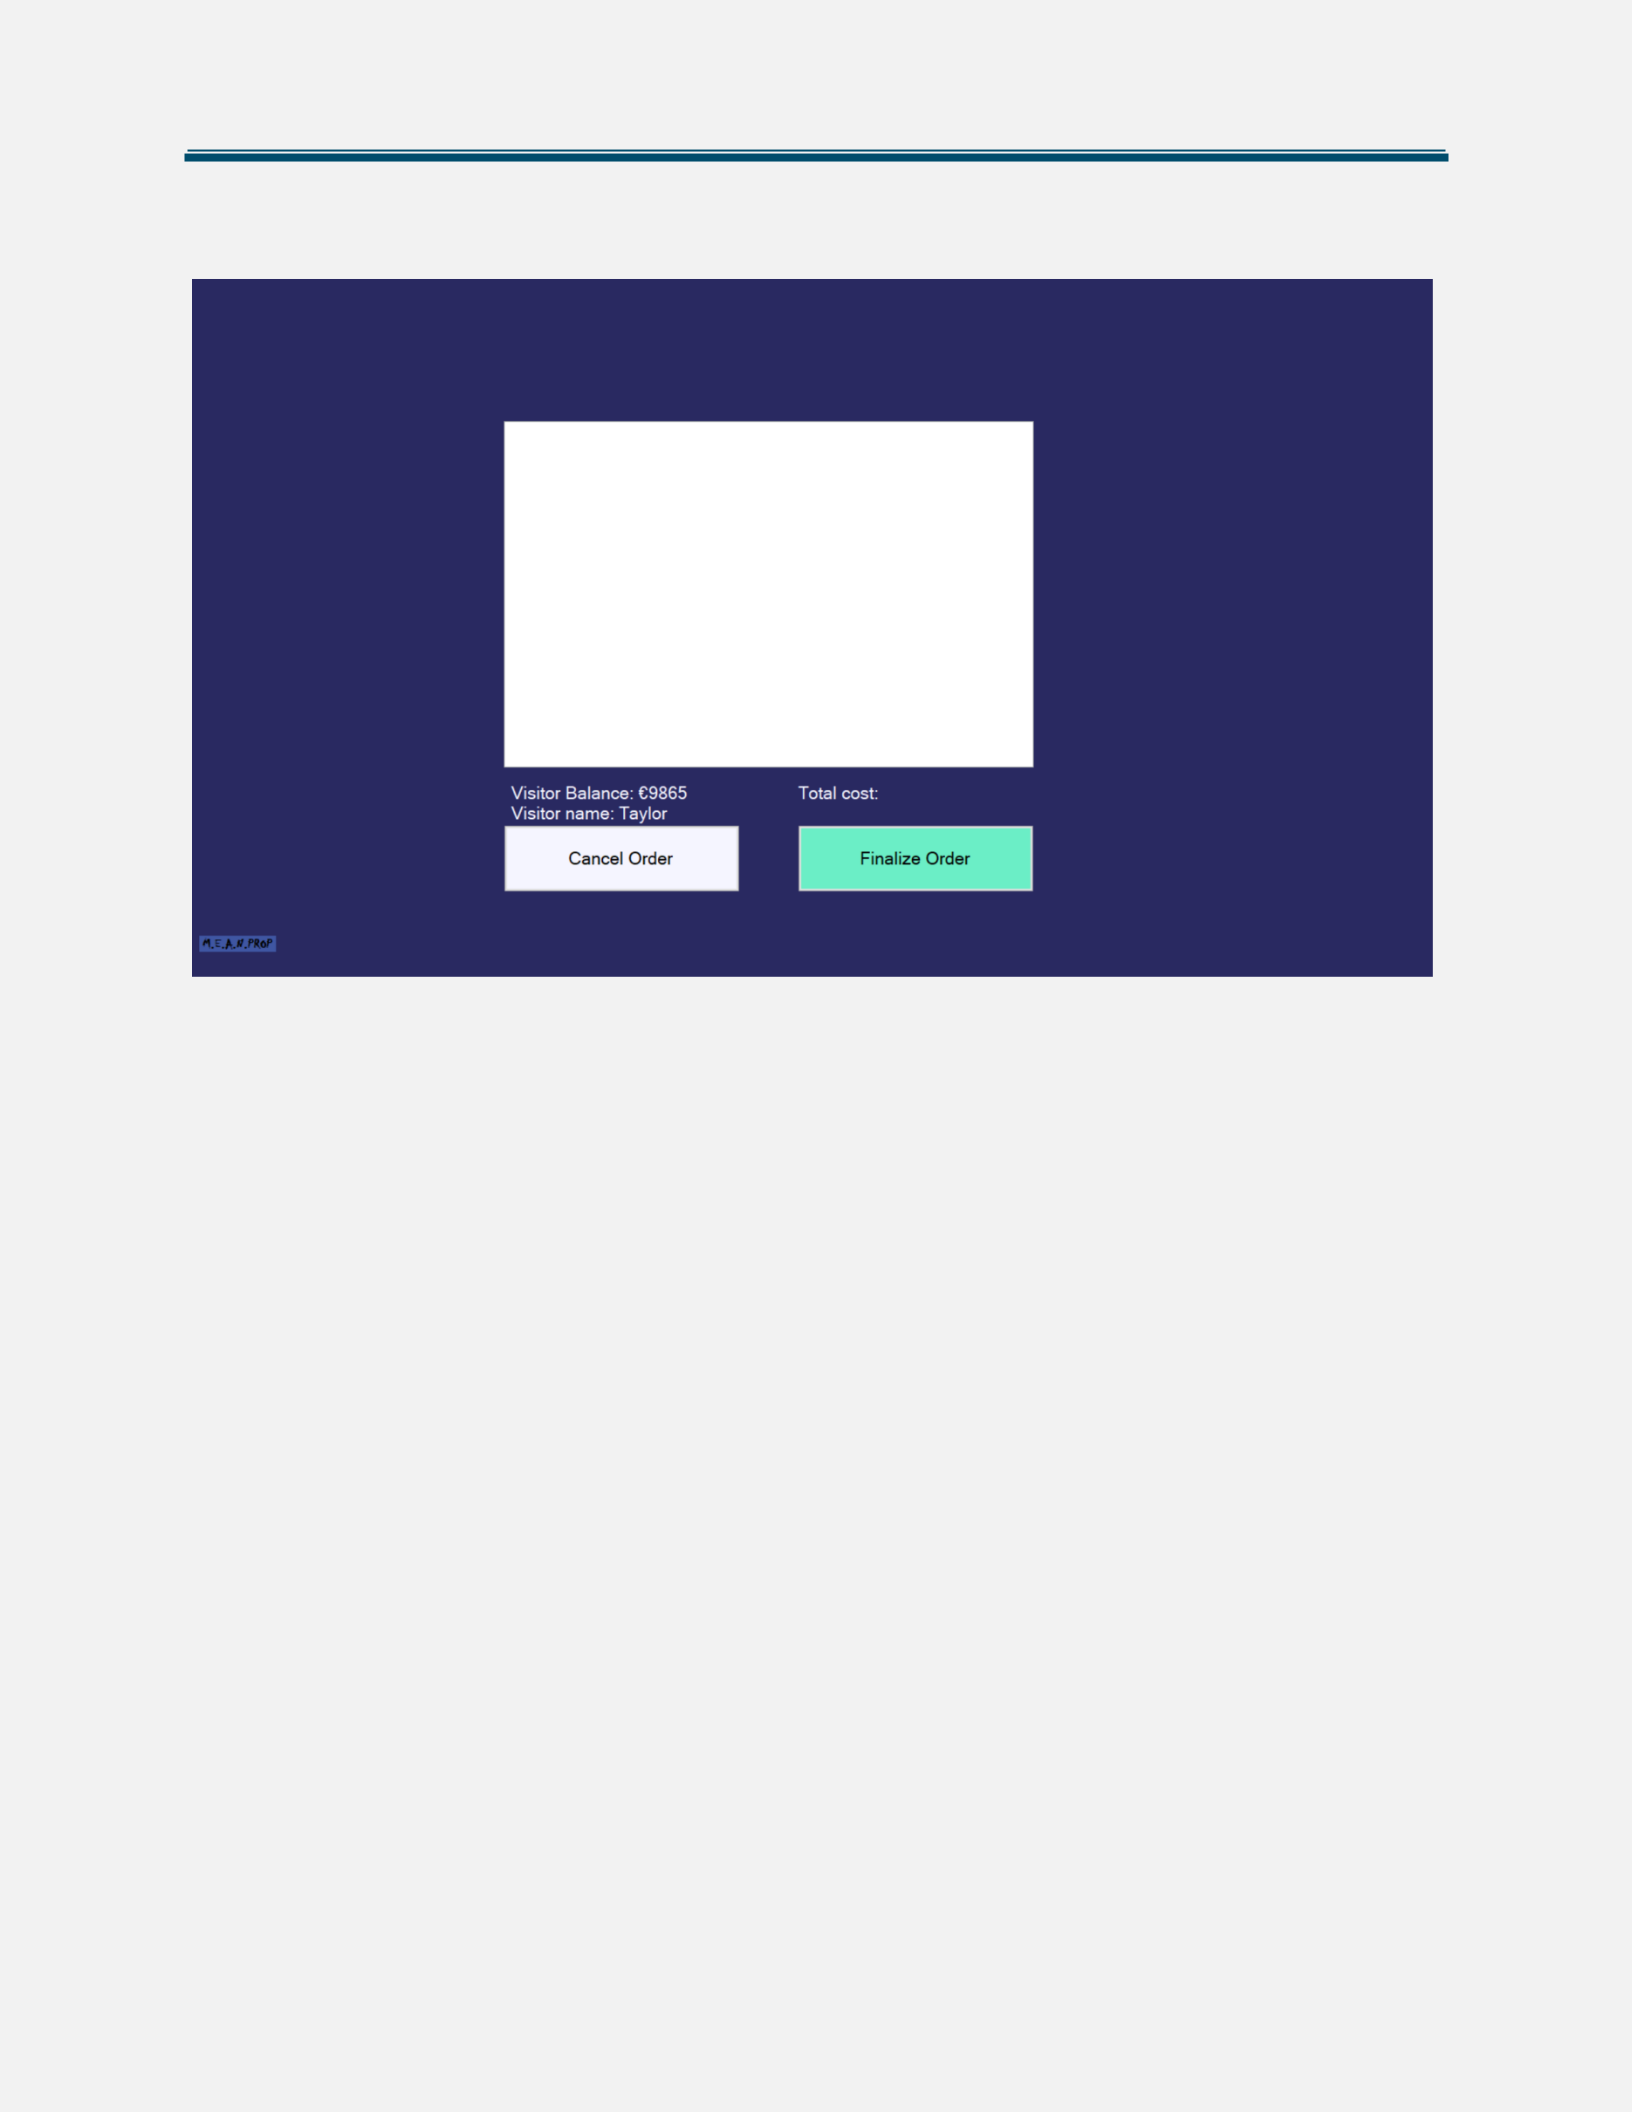 Visitor Balance: €9865
Total cost:
Visitor name: Taylor
Cancel Order
Finalize Order
M.E.A.N.PROP